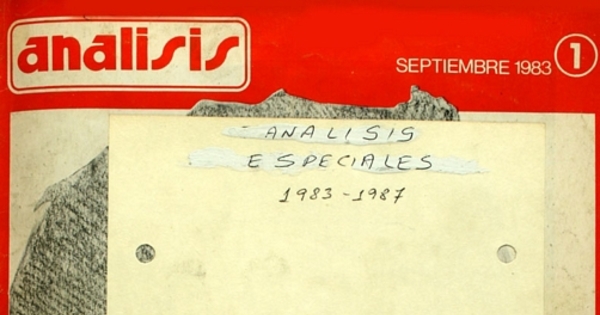 analisis
SEPTIEMBRE 1983 1
ANALISIS
ESPECIALES
1983-1987